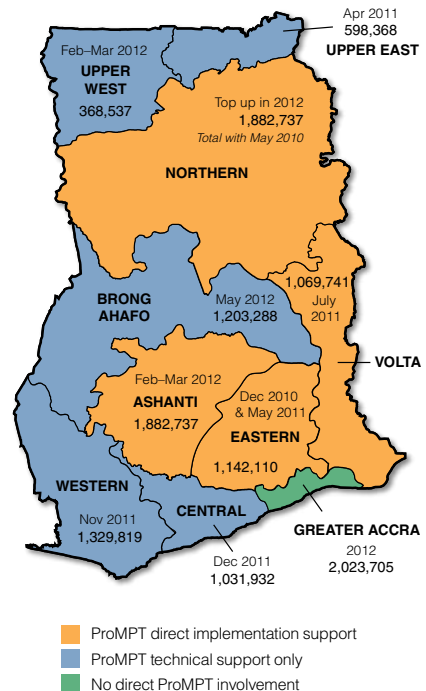 Apr 2011
598,368
UPPER EAST
Feb–Mar 2012
UPPER
WEST
368,537
Top up in 2012
1,882,737
Total with May 2010
NORTHERN
1,069,741
July
2011
BRONG
AHAFO
May 2012
1,203,288
VOLTA
Feb–Mar 2012
ASHANTI
1,882,737
Dec 2010
& May 2011
EASTERN
1,142,110
WESTERN
Nov 2011
1,329,819
CENTRAL
Dec 2011
1,031,932
GREATER ACCRA
2012
2,023,705
ProMPT direct implementation support
ProMPT technical support only
No direct ProMPT involvement